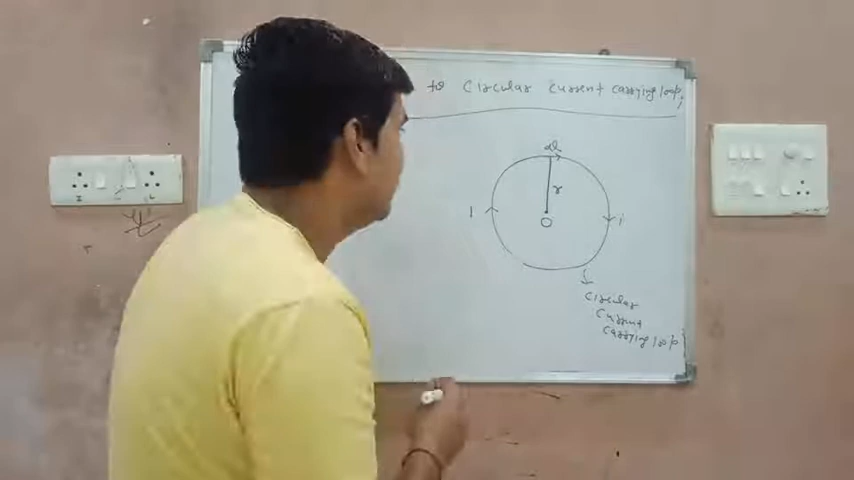 to circular current carrying loop;
dl
r
i
i
O
circular
current
carrying loop